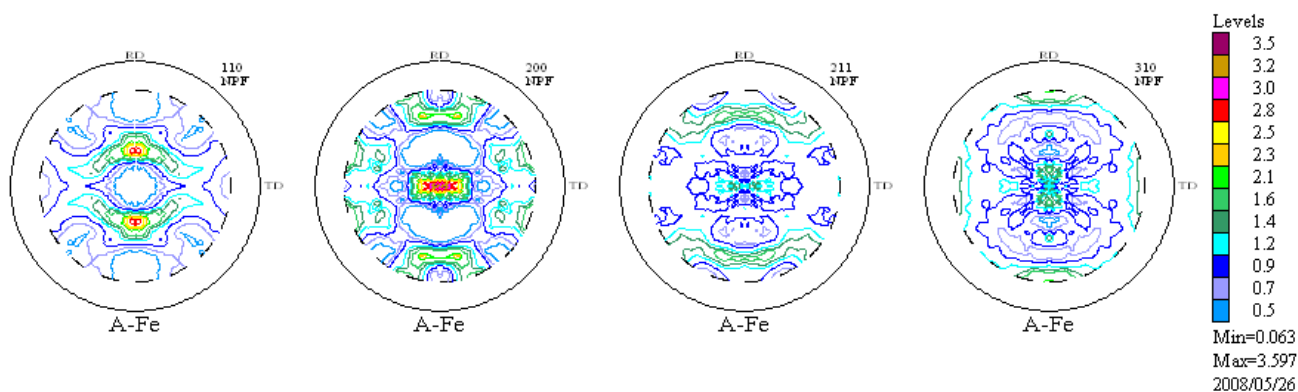 RD
110
NPF
TD
A-Fe
RD
200
NPF
TD
A-Fe
RD
211
NPF
TD
A-Fe
RD
310
NPF
TD
A-Fe
Levels
3.5
3.2
3.0
2.8
2.5
2.3
2.1
1.6
1.4
1.2
0.9
0.7
0.5
Min=0.063
Max=3.597
2008/05/26